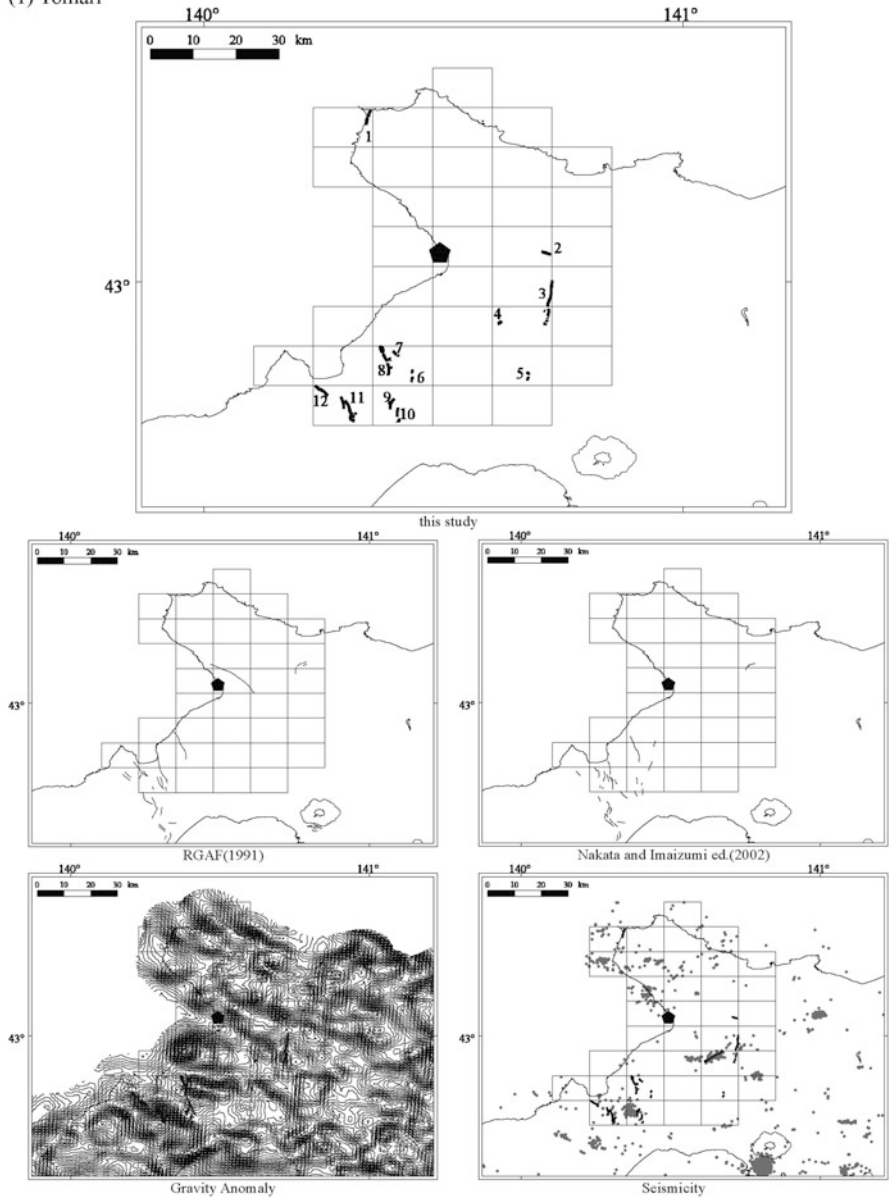 (1) Tomari
140° 141°
0 10 20 30 km
1
2
43°
3
4 ?
7
8 6 5
12 11 9 10
this study
140° 141° 140° 141°
0 10 20 30 km 0 10 20 30 km
43° 43°
RGAF(1991) Nakata and Imaizumi ed.(2002)
140° 141° 140° 141°
0 10 20 30 km 0 10 20 30 km
43° 43°
Gravity Anomaly Seismicity